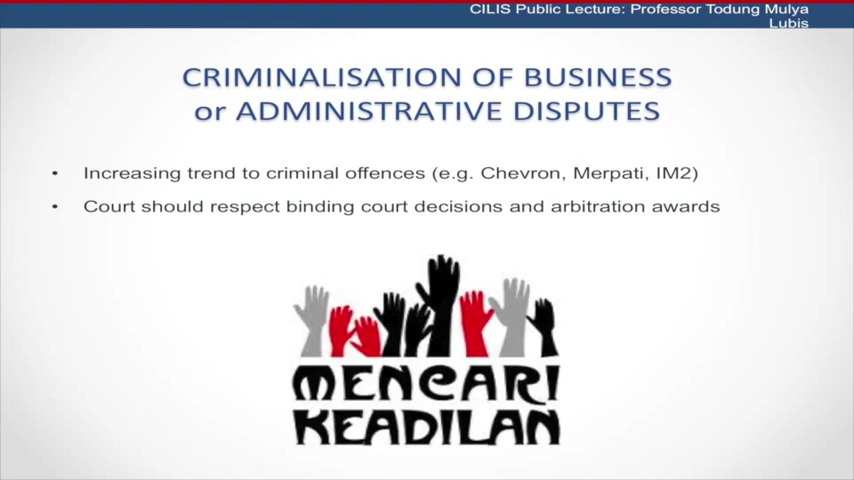 CILIS Public Lecture: Professor Todung Mulya
Lubis
CRIMINALISATION OF BUSINESS
or ADMINISTRATIVE DISPUTES
• Increasing trend to criminal offences (e.g. Chevron, Merpati, IM2)
• Court should respect binding court decisions and arbitration awards
MENCARI
KEADILAN